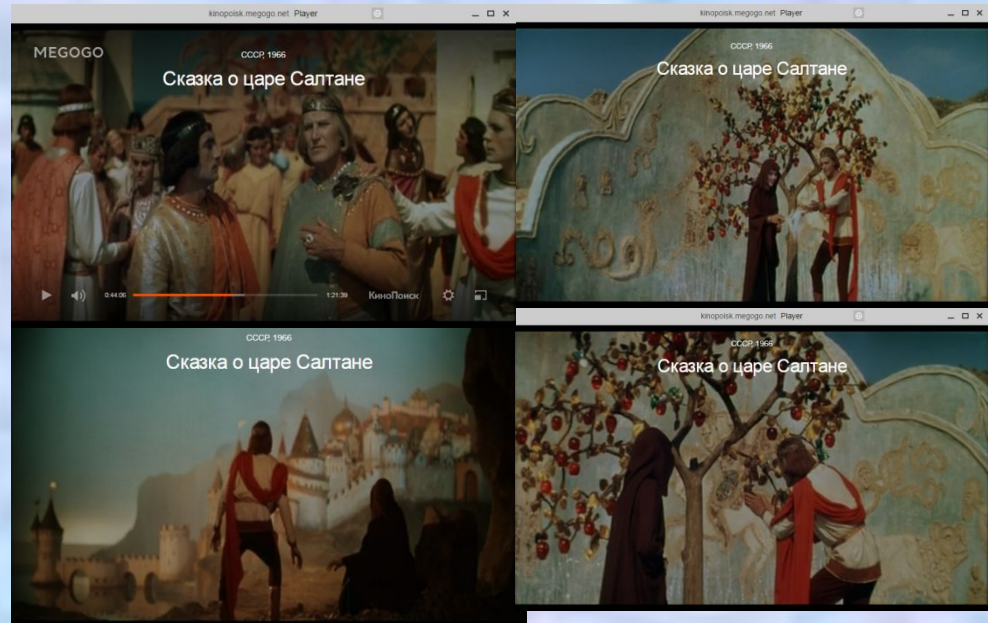 kinopoisk.megogo.net Player
MEGOGO
СССР, 1966
Сказка о царе Салтане
0:44:06
1:21:39
КиноПоиск
kinopoisk.megogo.net Player
СССР, 1966
Сказка о царе Салтане
СССР, 1966
Сказка о царе Салтане
kinopoisk.megogo.net Player
СССР, 1966
Сказка о царе Салтане